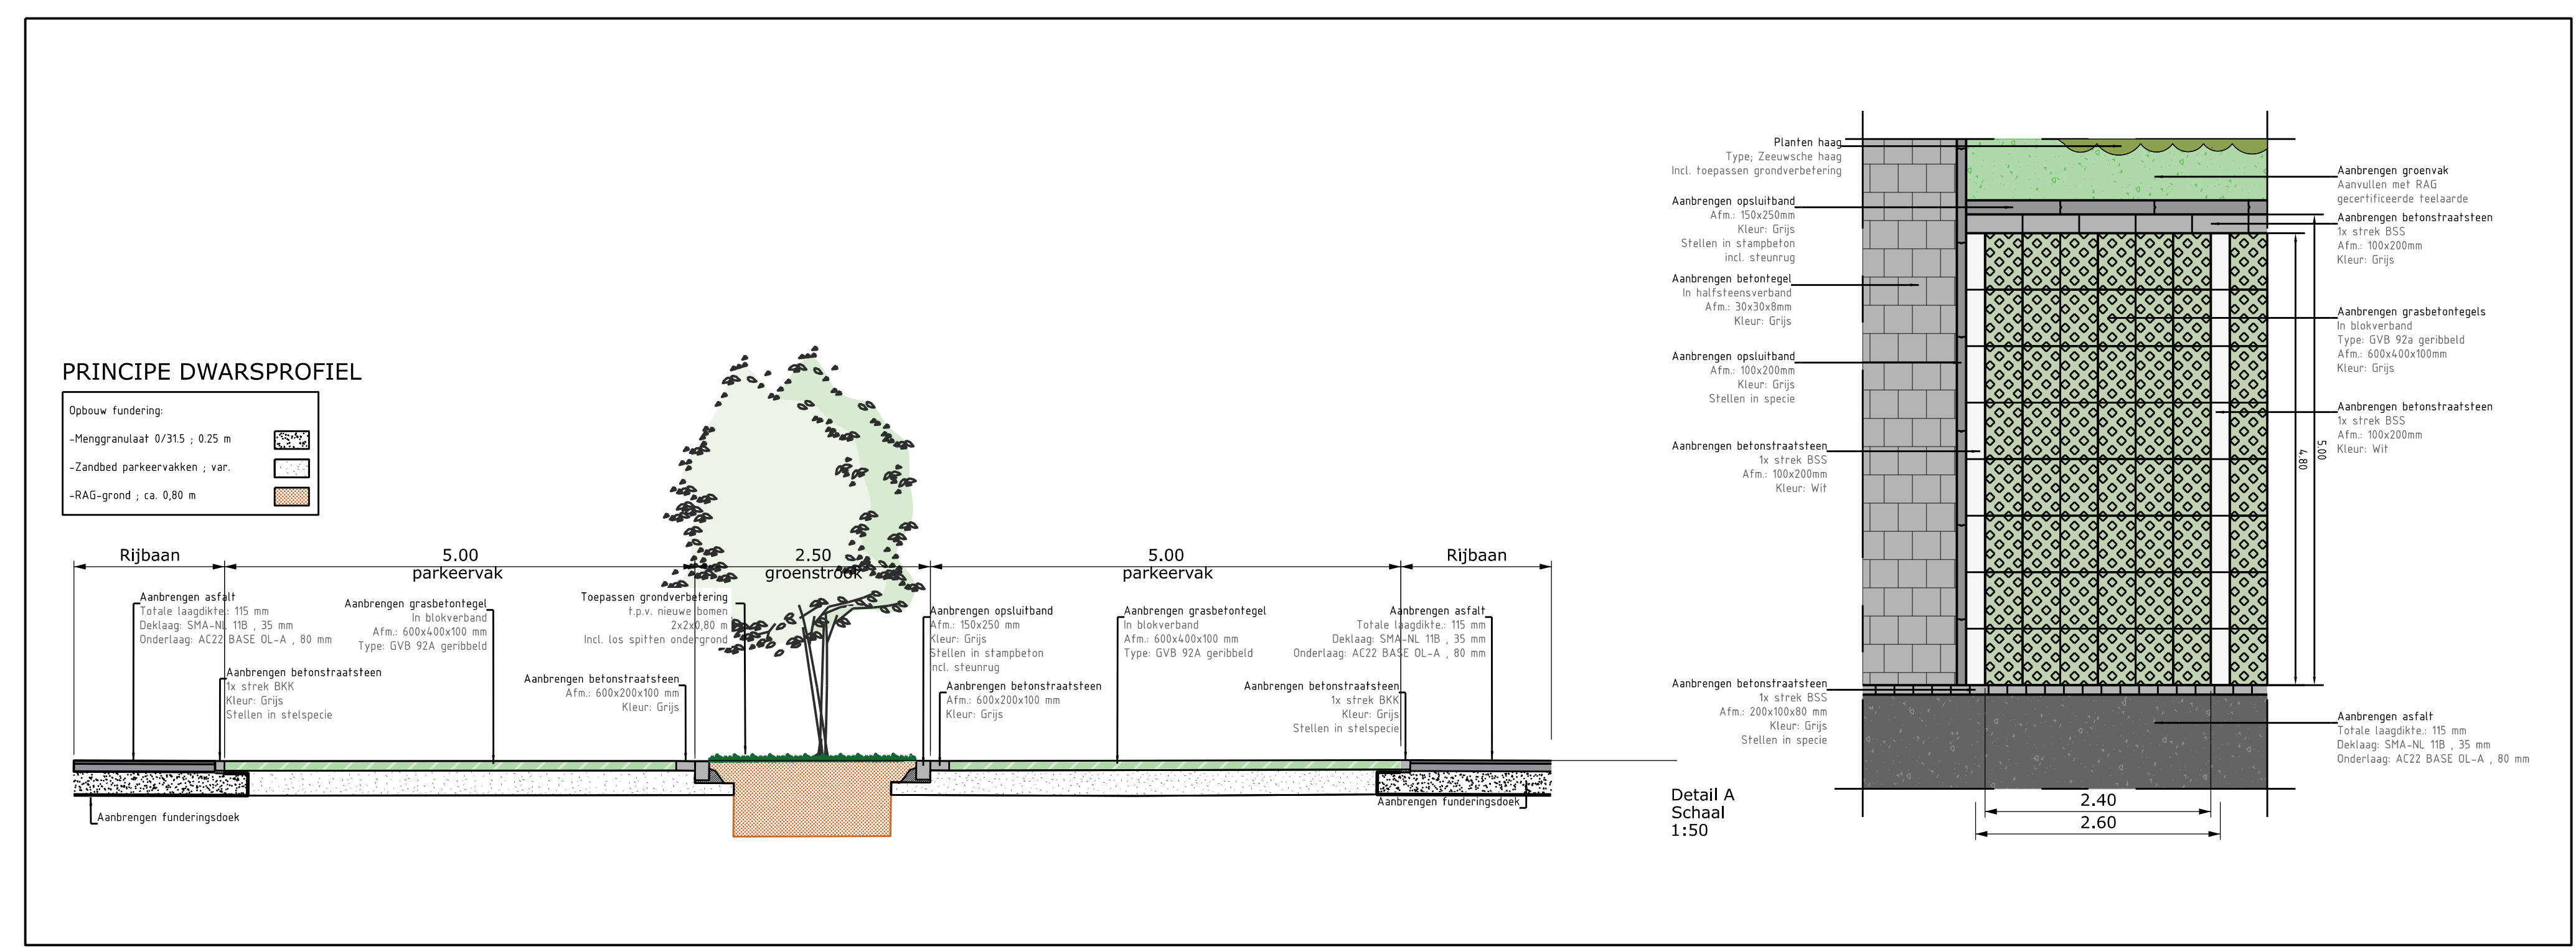 PRINCIPE DWARSPROFIEL
Opbouw fundering:
-Menggranulaat 0/31.5 ; 0.25 m
-Zandbed parkeervakken ; var.
-RAG-grond ; ca. 0,80 m
Rijbaan
5.00
parkeervak
2.50
groenstrook
5.00
parkeervak
Rijbaan
Aanbrengen asfalt
Totale laagdikte.: 115 mm
Deklaag: SMA-NL 11B , 35 mm
Onderlaag: AC22 BASE OL-A , 80 mm
Aanbrengen betonstraatsteen
1x strek BKK
Kleur: Grijs
Stellen in stelspecie
Aanbrengen grasbetontegel
In blokverband
Afm.: 600x400x100 mm
Type: GVB 92A geribbeld
Aanbrengen betonstraatsteen
Afm.: 600x200x100 mm
Kleur: Grijs
Toepassen grondverbetering
t.p.v. nieuwe bomen
2x2x0,80 m
Incl. los spitten ondergrond
Aanbrengen opsluitband
Afm.: 150x250 mm
Kleur: Grijs
Stellen in stampbeton
incl. steunrug
Aanbrengen betonstraatsteen
Afm.: 600x200x100 mm
Kleur: Grijs
Aanbrengen grasbetontegel
In blokverband
Afm.: 600x400x100 mm
Type: GVB 92A geribbeld
Aanbrengen betonstraatsteen
1x strek BKK
Kleur: Grijs
Stellen in stelspecie
Aanbrengen asfalt
Totale laagdikte.: 115 mm
Deklaag: SMA-NL 11B , 35 mm
Onderlaag: AC22 BASE OL-A , 80 mm
Aanbrengen funderingsdoek
Aanbrengen funderingsdoek
Detail A
Schaal
1:50
Planten haag
Type; Zeeuwsche haag
Incl. toepassen grondverbetering
Aanbrengen opsluitband
Afm.: 150x250mm
Kleur: Grijs
Stellen in stampbeton
incl. steunrug
Aanbrengen betontegel
In halfsteensverband
Afm.: 30x30x8mm
Kleur: Grijs
Aanbrengen opsluitband
Afm.: 100x200mm
Kleur: Grijs
Stellen in specie
Aanbrengen betonstraatsteen
1x strek BSS
Afm.: 100x200mm
Kleur: Wit
Aanbrengen betonstraatsteen
1x strek BSS
Afm.: 200x100x80 mm
Kleur: Grijs
Stellen in specie
Aanbrengen groenvak
Aanvullen met RAG
gecertificeerde teelaarde
Aanbrengen betonstraatsteen
1x strek BSS
Afm.: 100x200mm
Kleur: Grijs
Aanbrengen grasbetontegels
In blokverband
Type: GVB 92a geribbeld
Afm.: 600x400x100mm
Kleur: Grijs
Aanbrengen betonstraatsteen
1x strek BSS
Afm.: 100x200mm
Kleur: Wit
4.80
5.00
Aanbrengen asfalt
Totale laagdikte.: 115 mm
Deklaag: SMA-NL 11B , 35 mm
Onderlaag: AC22 BASE OL-A , 80 mm
2.40
2.60